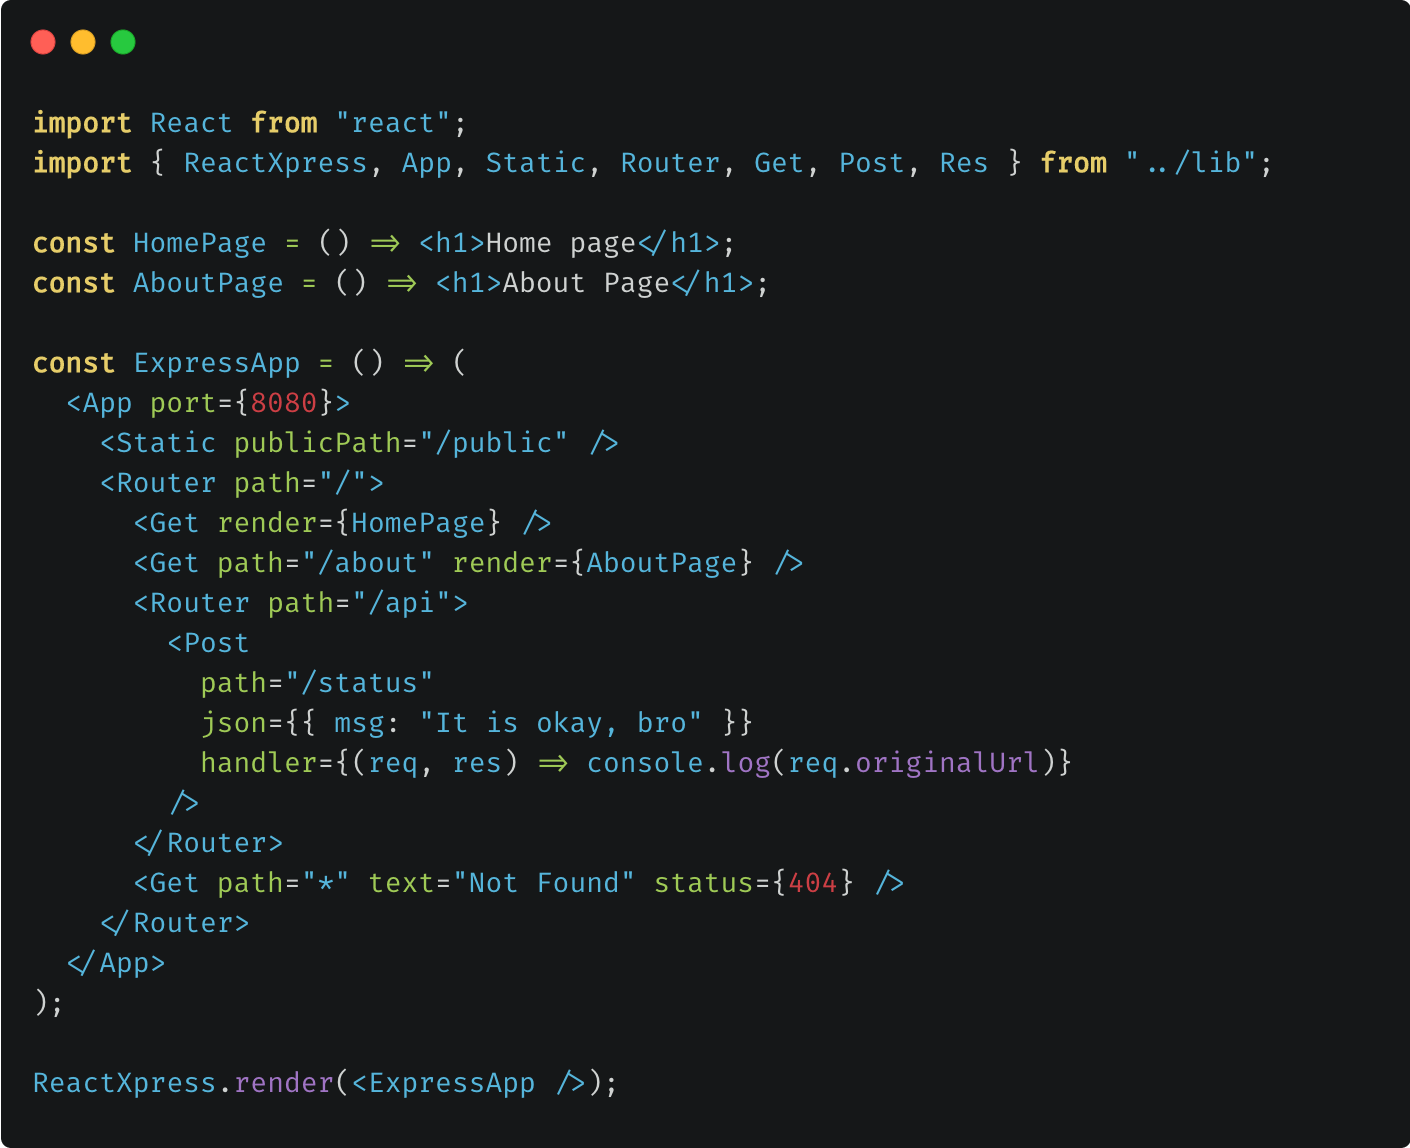 import React from "react";
import { ReactXpress, App, Static, Router, Get, Post, Res } from "../lib";

const HomePage = () => <h1>Home page</h1>;
const AboutPage = () => <h1>About Page</h1>;

const ExpressApp = () => (
  <App port={8080}>
    <Static publicPath="/public" />
    <Router path="/">
      <Get render={HomePage} />
      <Get path="/about" render={AboutPage} />
      <Router path="/api">
        <Post
          path="/status"
          json={{ msg: "It is okay, bro" }}
          handler={(req, res) => console.log(req.originalUrl)}
        />
      </Router>
      <Get path="*" text="Not Found" status={404} />
    </Router>
  </App>
);

ReactXpress.render(<ExpressApp />);